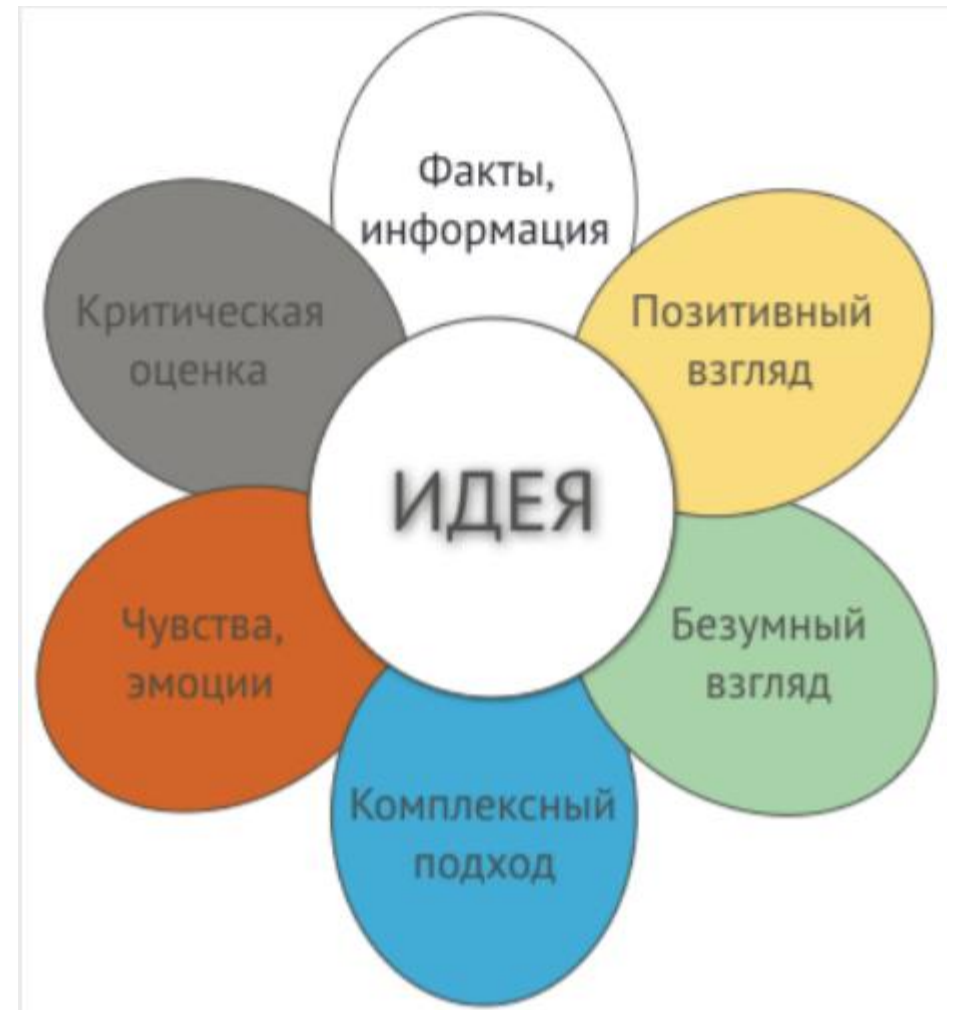 Факты,
информация
Позитивный
взгляд
Безумный
взгляд
Комплексный
подход
Чувства,
эмоции
Критическая
оценка
ИДЕЯ